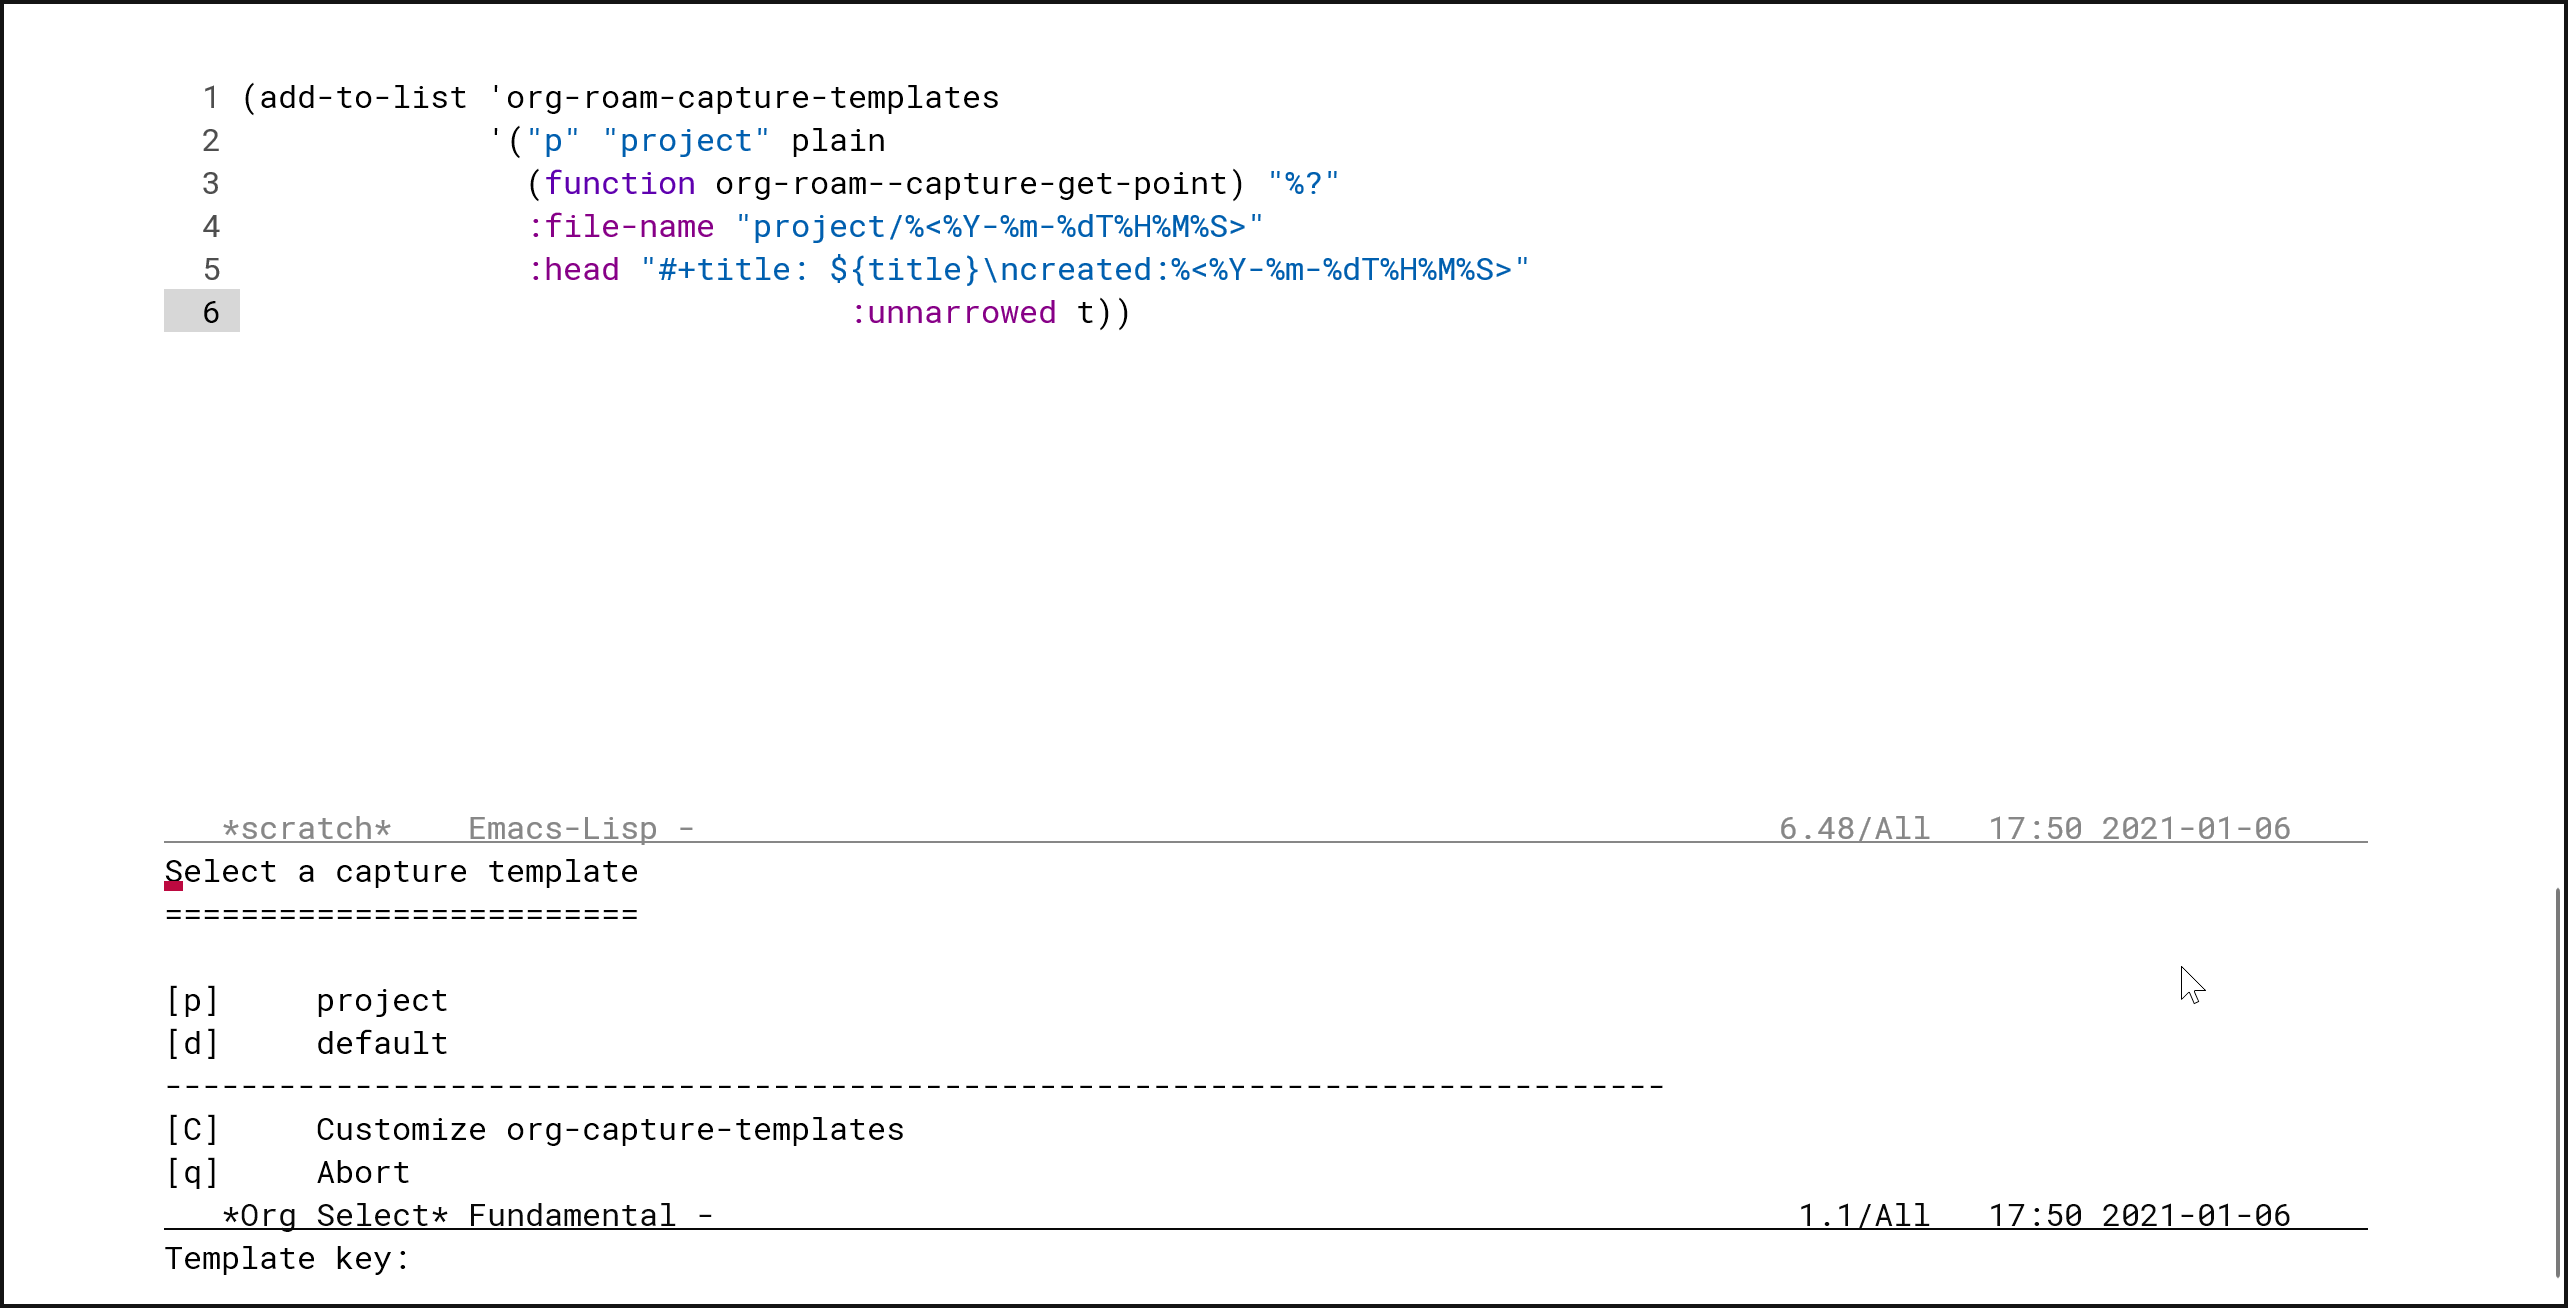 1 (add-to-list 'org-roam-capture-templates
2              '("p" "project" plain
3                (function org-roam--capture-get-point) "%?"
4                :file-name "project/%<%Y-%m-%dT%H%M%S>"
5                :head "#+title: ${title}\ncreated:%<%Y-%m-%dT%H%M%S>"
6                                 :unnarrowed t))
*scratch*    Emacs-Lisp -    6.48/All   17:50 2021-01-06
Select a capture template
=========================
[p]     project
[d]     default
-------------------------------------------------------------------------------
[C]     Customize org-capture-templates
[q]     Abort
*Org Select* Fundamental -    1.1/All   17:50 2021-01-06
Template key: